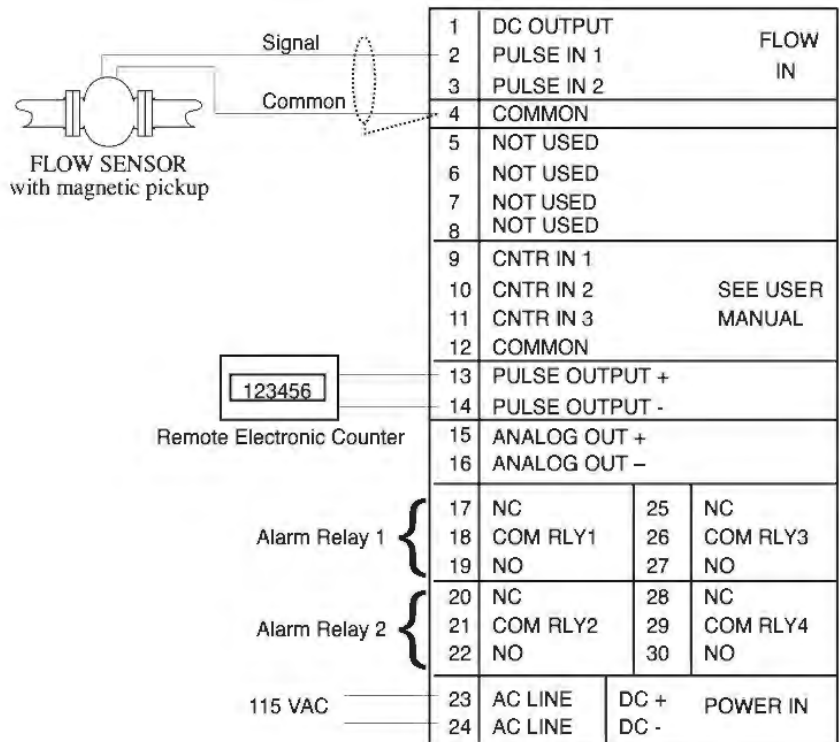 Signal
Common
FLOW SENSOR
with magnetic pickup
1 DC OUTPUT
2 PULSE IN 1
3 PULSE IN 2
FLOW
IN
4 COMMON
5 NOT USED
6 NOT USED
7 NOT USED
8 NOT USED
9 CNTR IN 1
10 CNTR IN 2
11 CNTR IN 3
12 COMMON
SEE USER
MANUAL
123456
Remote Electronic Counter
13 PULSE OUTPUT +
14 PULSE OUTPUT -
15 ANALOG OUT +
16 ANALOG OUT –
Alarm Relay 1
17 NC 25 NC
18 COM RLY1 26 COM RLY3
19 NO 27 NO
Alarm Relay 2
20 NC 28 NC
21 COM RLY2 29 COM RLY4
22 NO 30 NO
115 VAC
23 AC LINE DC +
24 AC LINE DC -
POWER IN